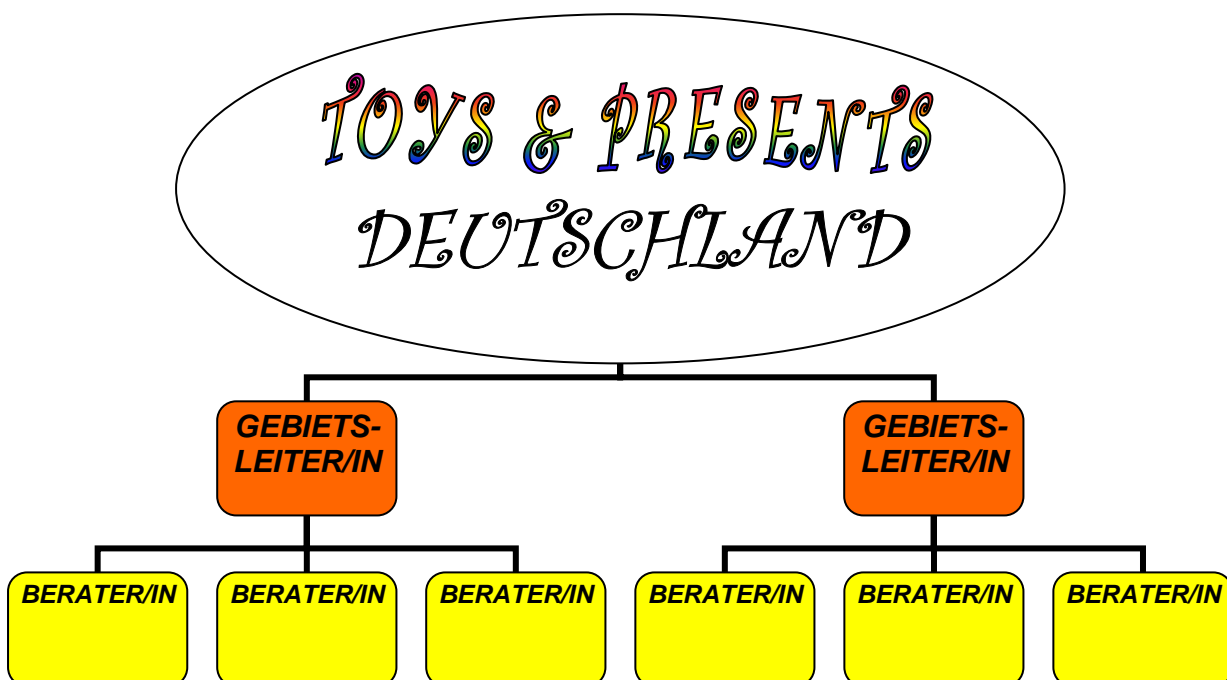 TOYS & PRESENTS
DEUTSCHLAND
GEBIETS-
LEITER/IN
GEBIETS-
LEITER/IN
BERATER/IN
BERATER/IN
BERATER/IN
BERATER/IN
BERATER/IN
BERATER/IN